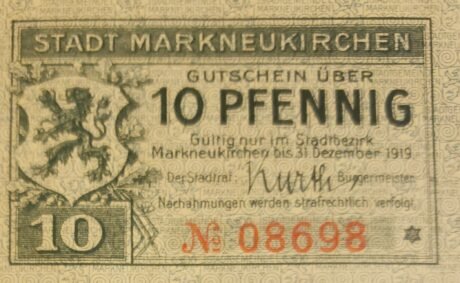 STADT MARKNEUKIRCHEN
GUTSCHEIN ÜBER
10 PFENNIG
Gültig nur im Stadtbezirk
Markneukirchen bis 31. Dezember 1919.
Der Stadtrat: Kurth Bürgermeister
Nachahmungen werden strafrechtlich verfolgt
10
№ 08698